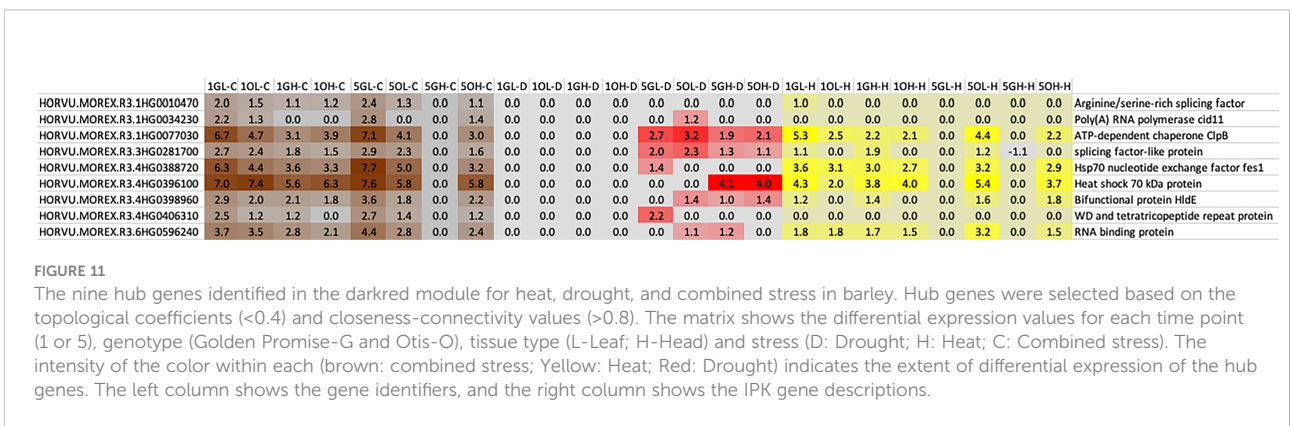 1GL-C 1OL-C 1GH-C 1OH-C 5GL-C 5OL-C 5GH-C 5OH-C 1GL-D 1OL-D 1GH-D 1OH-D 5GL-D 5OL-D 5GH-D 5OH-D 1GL-H 1OL-H 1GH-H 1OH-H 5GL-H 5OL-H 5GH-H 5OH-H
HORVU.MOREX.R3.1HG0010470 2.0 1.5 1.1 1.2 2.4 1.3 0.0 1.1 0.0 0.0 0.0 0.0 0.0 0.0 0.0 0.0 1.0 0.0 0.0 0.0 0.0 0.0 0.0 0.0 Arginine/serine-rich splicing factor
HORVU.MOREX.R3.1HG0034230 2.2 1.3 0.0 0.0 2.8 0.0 0.0 1.4 0.0 0.0 0.0 0.0 0.0 1.2 0.0 0.0 0.0 0.0 0.0 0.0 0.0 0.0 0.0 0.0 Poly(A) RNA polymerase cid11
HORVU.MOREX.R3.1HG0077030 6.7 4.7 3.1 3.9 7.1 4.1 0.0 3.0 0.0 0.0 0.0 0.0 2.7 3.2 1.9 2.1 5.3 2.5 2.2 2.1 0.0 4.4 0.0 2.2 ATP-dependent chaperone ClpB
HORVU.MOREX.R3.3HG0281700 2.7 2.4 1.8 1.5 2.9 2.3 0.0 1.6 0.0 0.0 0.0 0.0 2.0 2.3 1.3 1.1 1.1 0.0 1.9 0.0 0.0 1.2 -1.1 0.0 splicing factor-like protein
HORVU.MOREX.R3.4HG0388720 6.3 4.4 3.6 3.3 7.7 5.0 0.0 3.2 0.0 0.0 0.0 0.0 1.4 0.0 0.0 0.0 3.6 3.1 3.0 2.7 0.0 3.2 0.0 2.9 Hsp70 nucleotide exchange factor fes1
HORVU.MOREX.R3.4HG0396100 7.0 7.4 5.6 6.3 7.6 5.8 0.0 5.8 0.0 0.0 0.0 0.0 0.0 0.0 4.1 4.0 4.3 2.0 3.8 4.0 0.0 5.4 0.0 3.7 Heat shock 70 kDa protein
HORVU.MOREX.R3.4HG0398960 2.9 2.0 2.1 1.8 3.6 1.8 0.0 2.2 0.0 0.0 0.0 0.0 0.0 1.4 1.0 1.4 1.2 0.0 1.4 0.0 0.0 1.6 0.0 1.8 Bifunctional protein HldE
HORVU.MOREX.R3.4HG0406310 2.5 1.2 1.2 0.0 2.7 1.4 0.0 1.2 0.0 0.0 0.0 0.0 2.2 0.0 0.0 0.0 0.0 0.0 0.0 0.0 0.0 0.0 0.0 0.0 WD and tetratricopeptide repeat protein
HORVU.MOREX.R3.6HG0596240 3.7 3.5 2.8 2.1 4.4 2.8 0.0 2.4 0.0 0.0 0.0 0.0 0.0 1.1 1.2 0.0 1.8 1.8 1.7 1.5 0.0 3.2 0.0 1.5 RNA binding protein
FIGURE 11
The nine hub genes identified in the darkred module for heat, drought, and combined stress in barley. Hub genes were selected based on the
topological coefficients (<0.4) and closeness-connectivity values (>0.8). The matrix shows the differential expression values for each time point
(1 or 5), genotype (Golden Promise-G and Otis-O), tissue type (L-Leaf; H-Head) and stress (D: Drought; H: Heat; C: Combined stress). The
intensity of the color within each (brown: combined stress; Yellow: Heat; Red: Drought) indicates the extent of differential expression of the hub
genes. The left column shows the gene identifiers, and the right column shows the IPK gene descriptions.